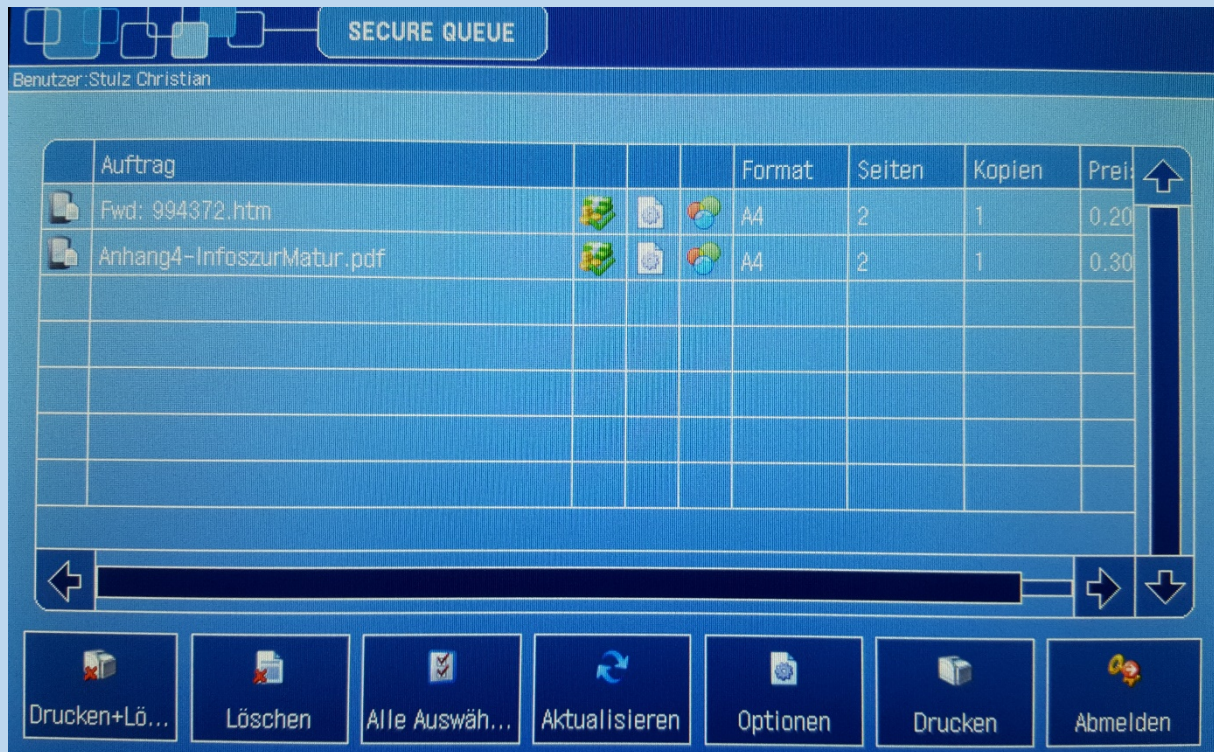 SECURE QUEUE
Benutzer:Stulz Christian
Auftrag Format Seiten Kopien Preis
Fwd: 994372.htm A4 2 1 0.20
Anhang4-InfoszurMatur.pdf A4 2 1 0.30
Drucken+Lö... Löschen Alle Auswäh... Aktualisieren Optionen Drucken Abmelden